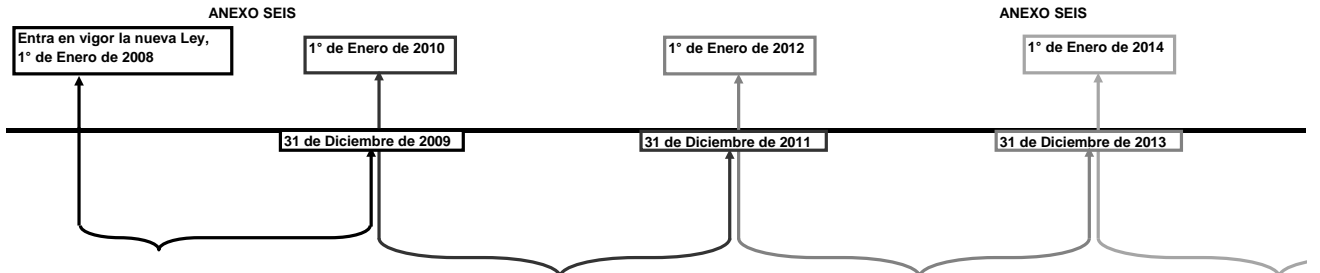 ANEXO SEIS
ANEXO SEIS
Entra en vigor la nueva Ley,
1° de Enero de 2008
1° de Enero de 2010
1° de Enero de 2012
1° de Enero de 2014
31 de Diciembre de 2009
31 de Diciembre de 2011
31 de Diciembre de 2013